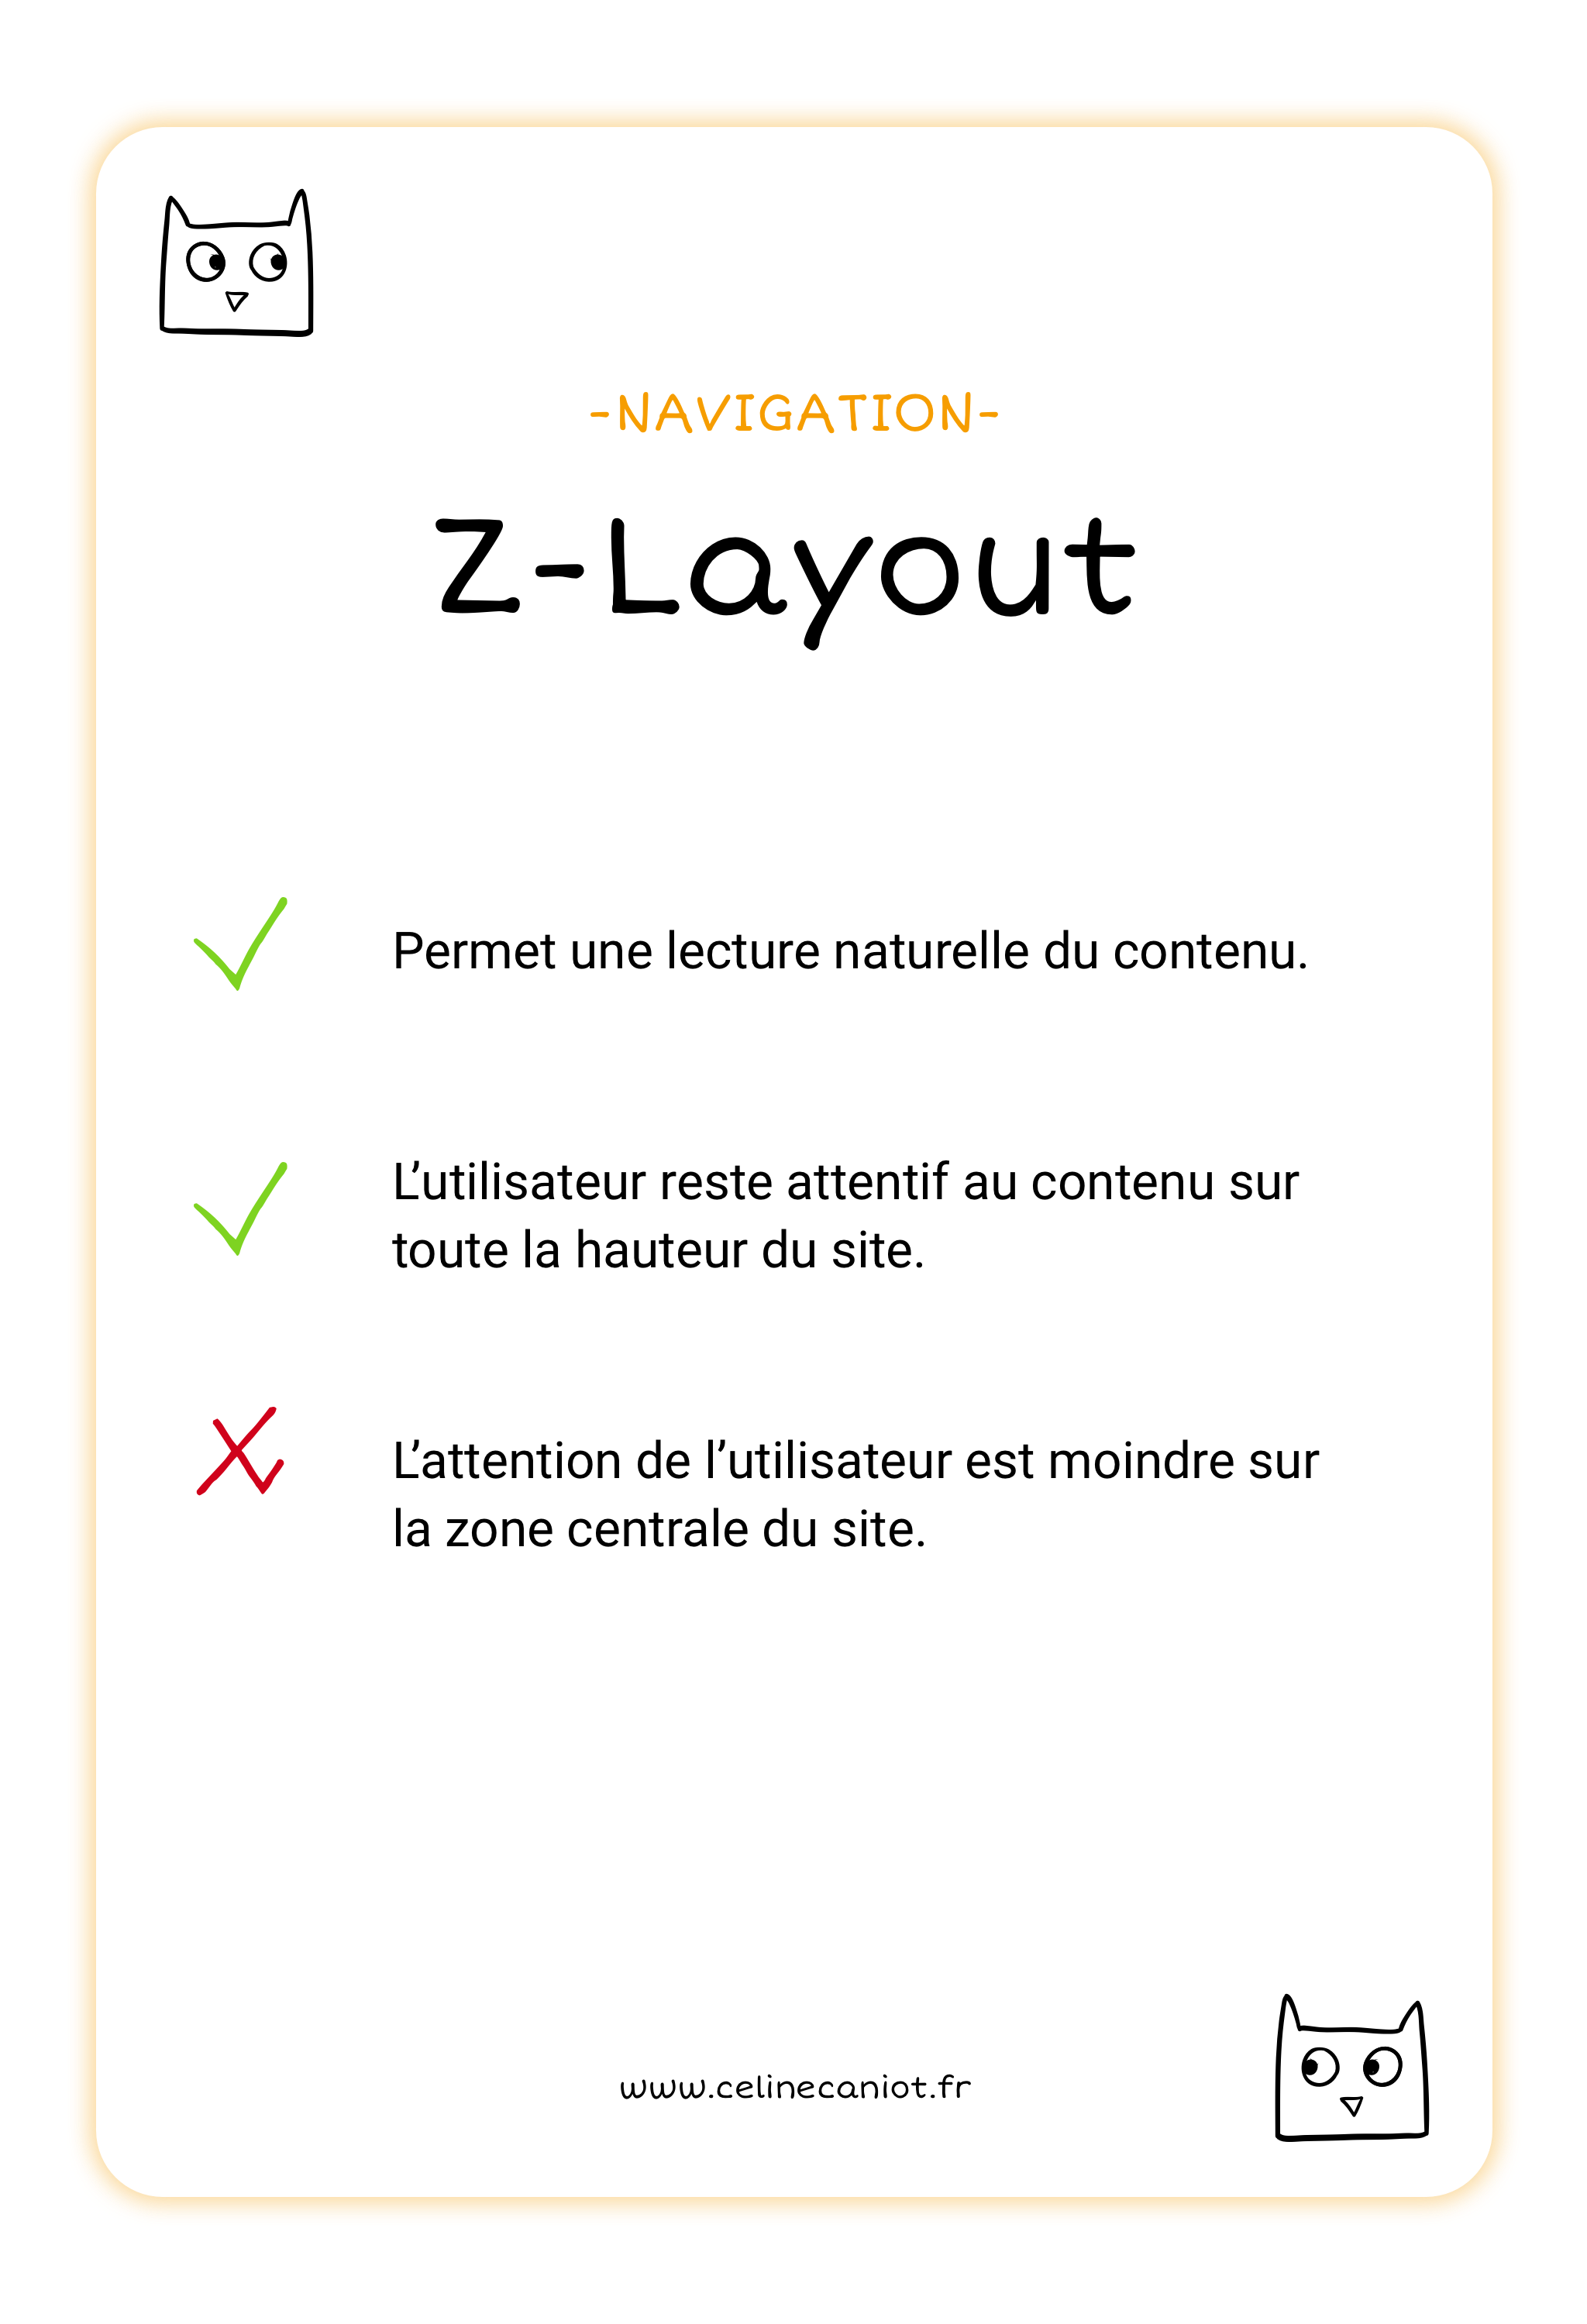 -NAVIGATION-
Z-Layout
Permet une lecture naturelle du contenu.
L’utilisateur reste attentif au contenu sur
toute la hauteur du site.
L’attention de l’utilisateur est moindre sur
la zone centrale du site.
www.celinecaniot.fr